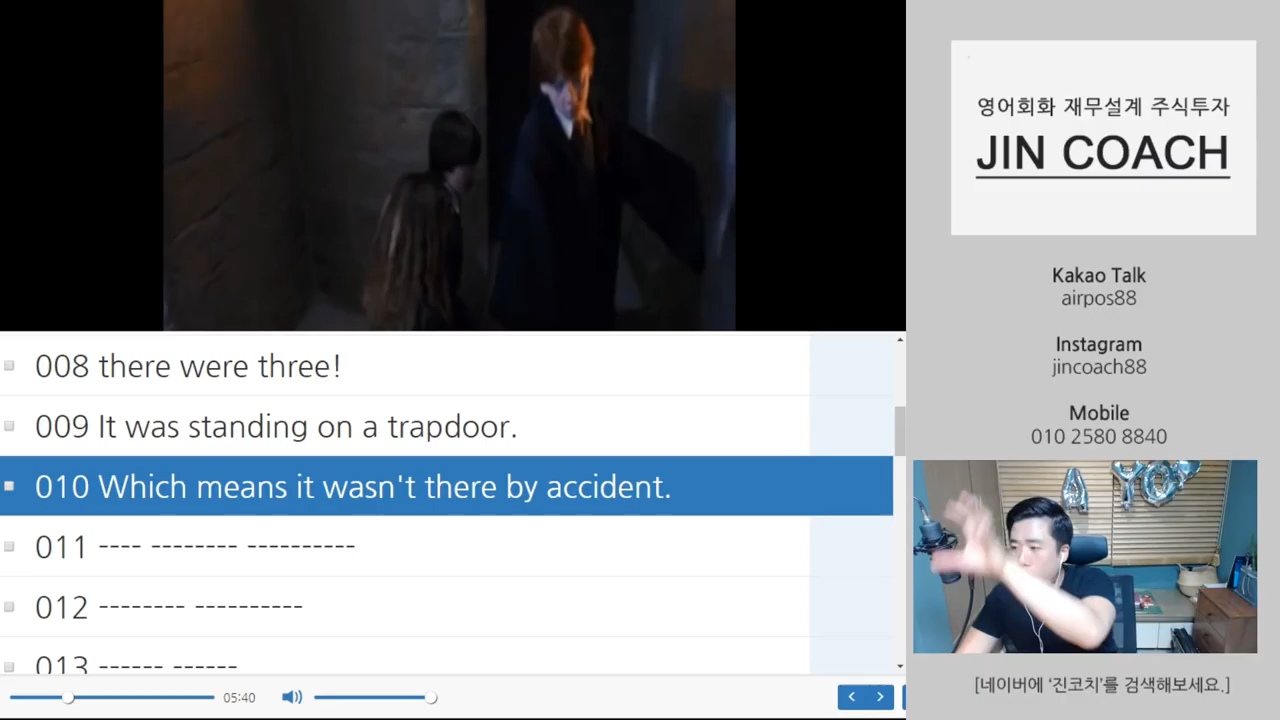 008 there were three!
009 It was standing on a trapdoor.
010 Which means it wasn't there by accident.
011 ---- -------- ----------
012 -------- ----------
013 ------ ------
05:40
영어회화 재무설계 주식투자
JIN COACH
Kakao Talk
airpos88
Instagram
jincoach88
Mobile
010 2580 8840
A YOP
[네이버에 '진코치'를 검색해보세요.]